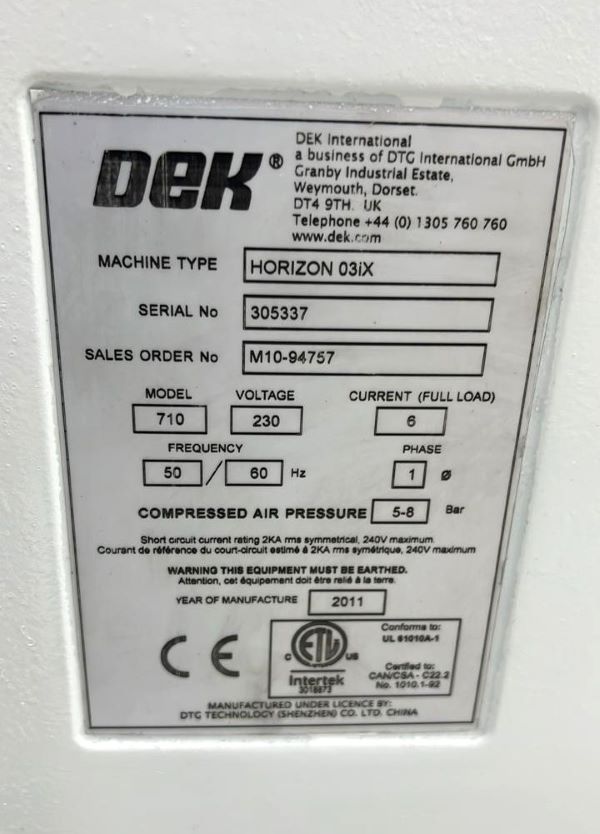 DEK®
DEK International
a business of DTG International GmbH
Granby Industrial Estate,
Weymouth, Dorset.
DT4 9TH. UK
Telephone +44 (0) 1305 760 760
www.dek.com
MACHINE TYPE HORIZON 03iX
SERIAL No 305337
SALES ORDER No M10-94757
MODEL VOLTAGE CURRENT (FULL LOAD)
710 230 6
FREQUENCY PHASE
50 / 60 Hz 1 Ø
COMPRESSED AIR PRESSURE 5-8 Bar
Short circuit current rating 2KA rms symmetrical, 240V maximum.
Courant de référence du court-circuit estimé à 2KA rms symétrique, 240V maximum
WARNING THIS EQUIPMENT MUST BE EARTHED.
Attention, cet équipement doit être relié à la terre.
YEAR OF MANUFACTURE 2011
CE
C ETL US
Intertek
3018873
Conforms to:
UL 61010A-1
Certified to:
CAN/CSA - C22.2
No. 1010.1-92
MANUFACTURED UNDER LICENCE BY:
DTG TECHNOLOGY (SHENZHEN) CO. LTD. CHINA